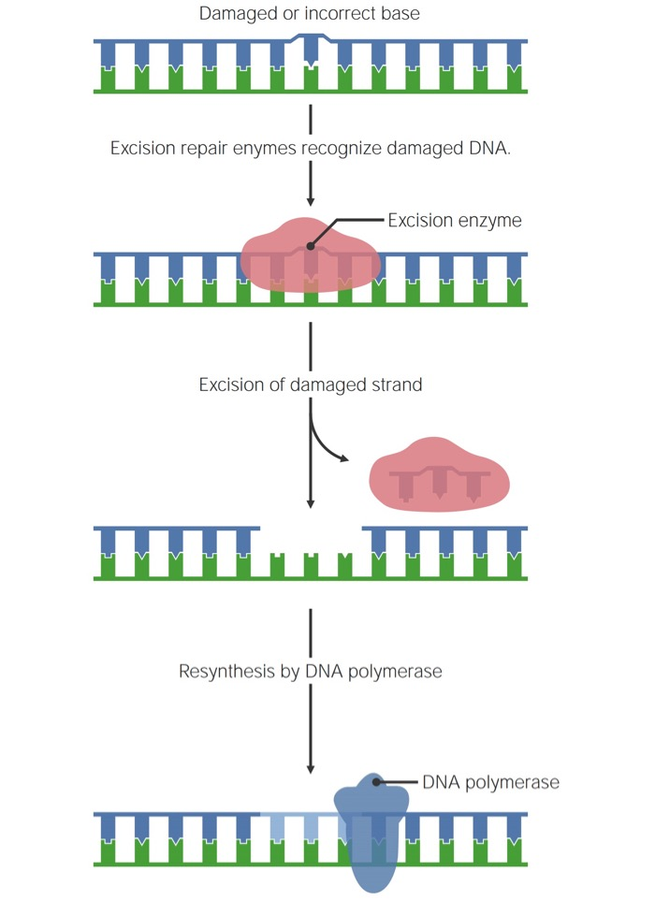 Damaged or incorrect base
Excision repair enymes recognize damaged DNA.
Excision enzyme
Excision of damaged strand
Resynthesis by DNA polymerase
DNA polymerase